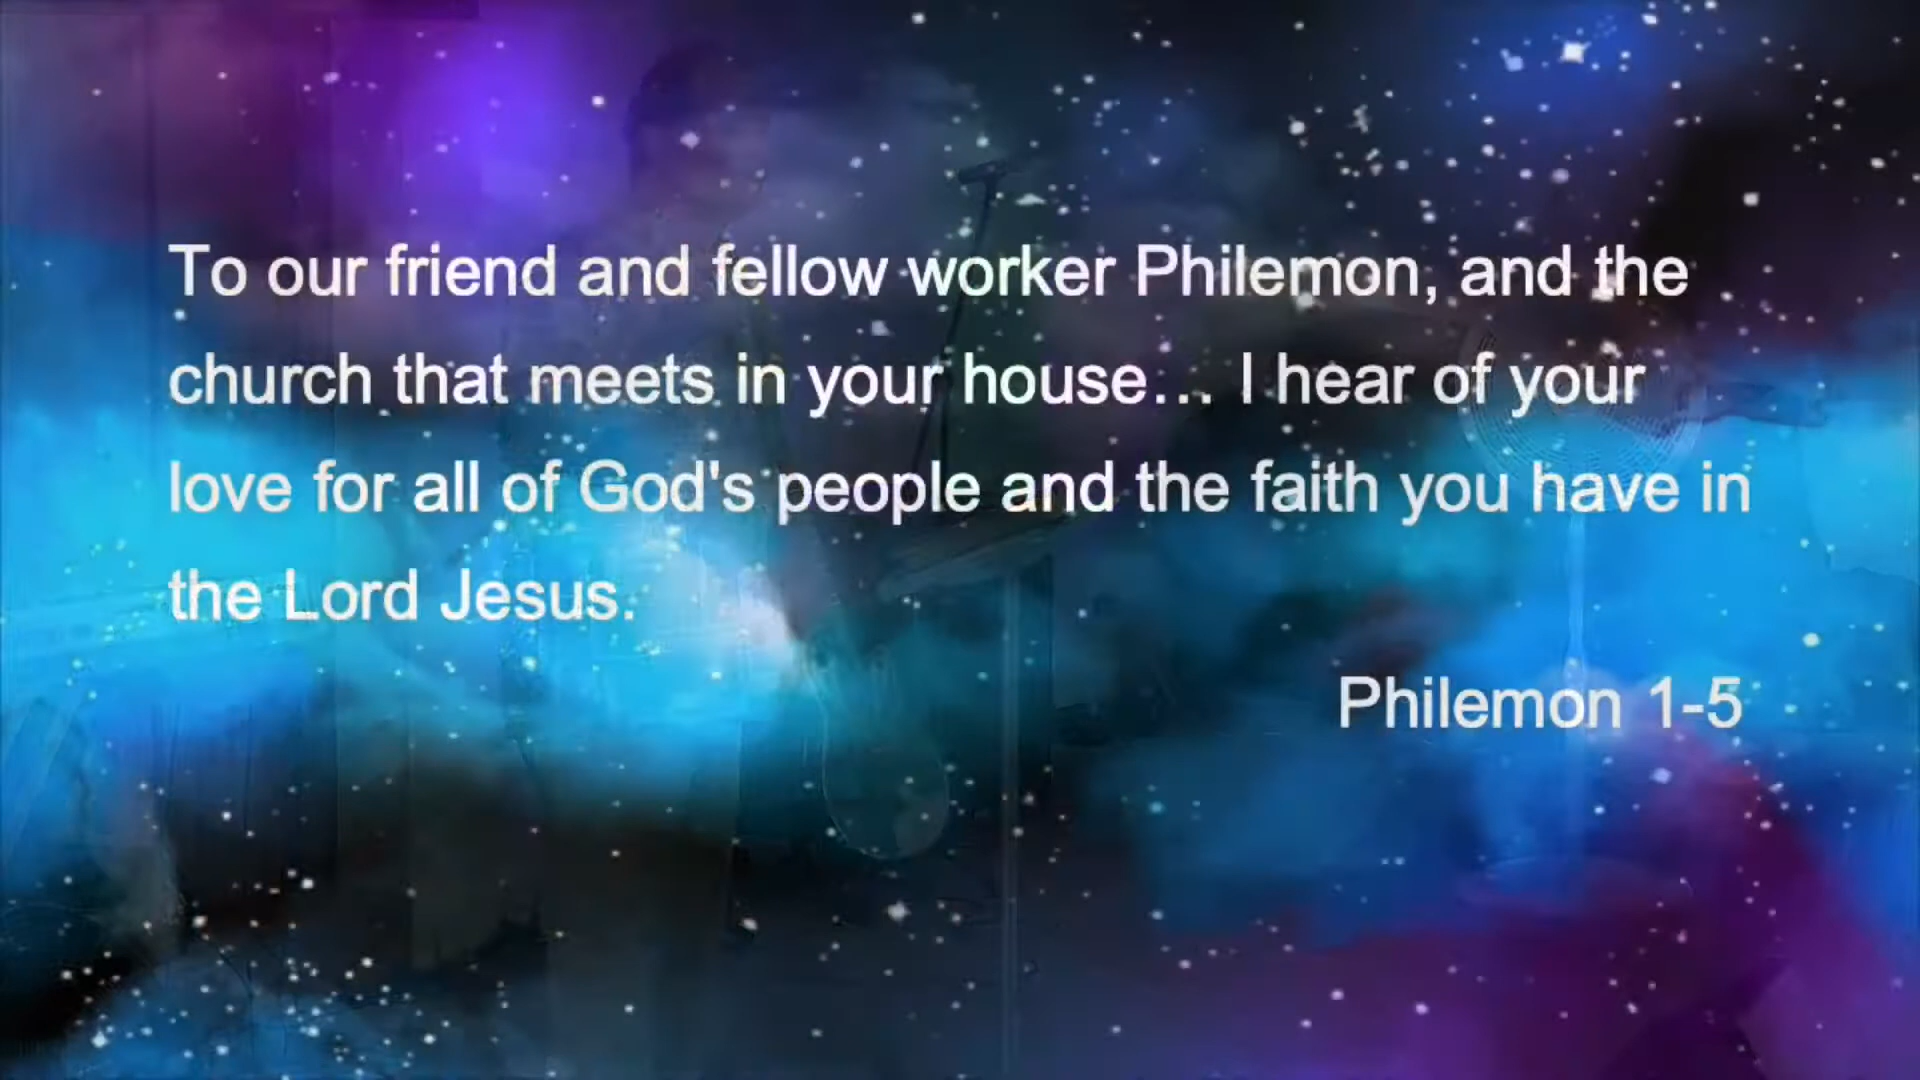 To our friend and fellow worker Philemon, and the
church that meets in your house… I hear of your
love for all of God's people and the faith you have in
the Lord Jesus.
Philemon 1-5